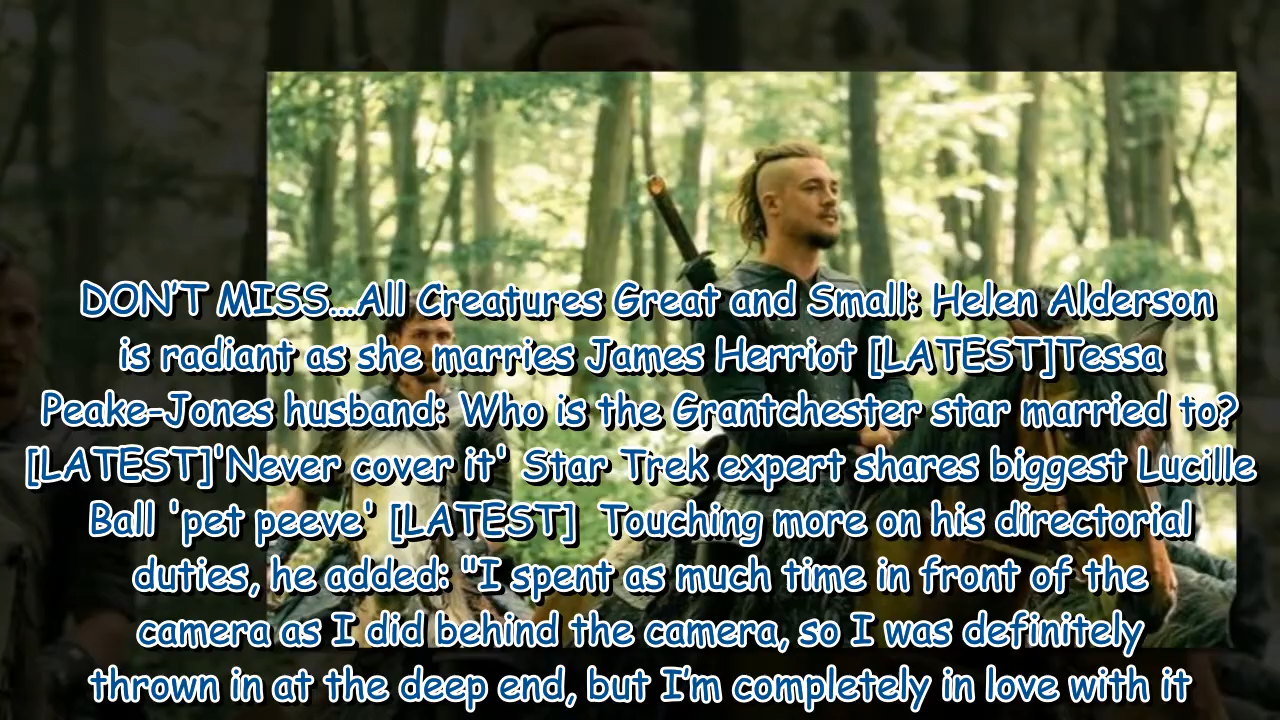 DON'T MISS...All Creatures Great and Small: Helen Alderson
is radiant as she marries James Herriot [LATEST]Tessa
Peake-Jones husband: Who is the Grantchester star married to?
[LATEST]'Never cover it' Star Trek expert shares biggest Lucille
Ball 'pet peeve' [LATEST]  Touching more on his directorial
duties, he added: "I spent as much time in front of the
camera as I did behind the camera, so I was definitely
thrown in at the deep end, but I'm completely in love with it